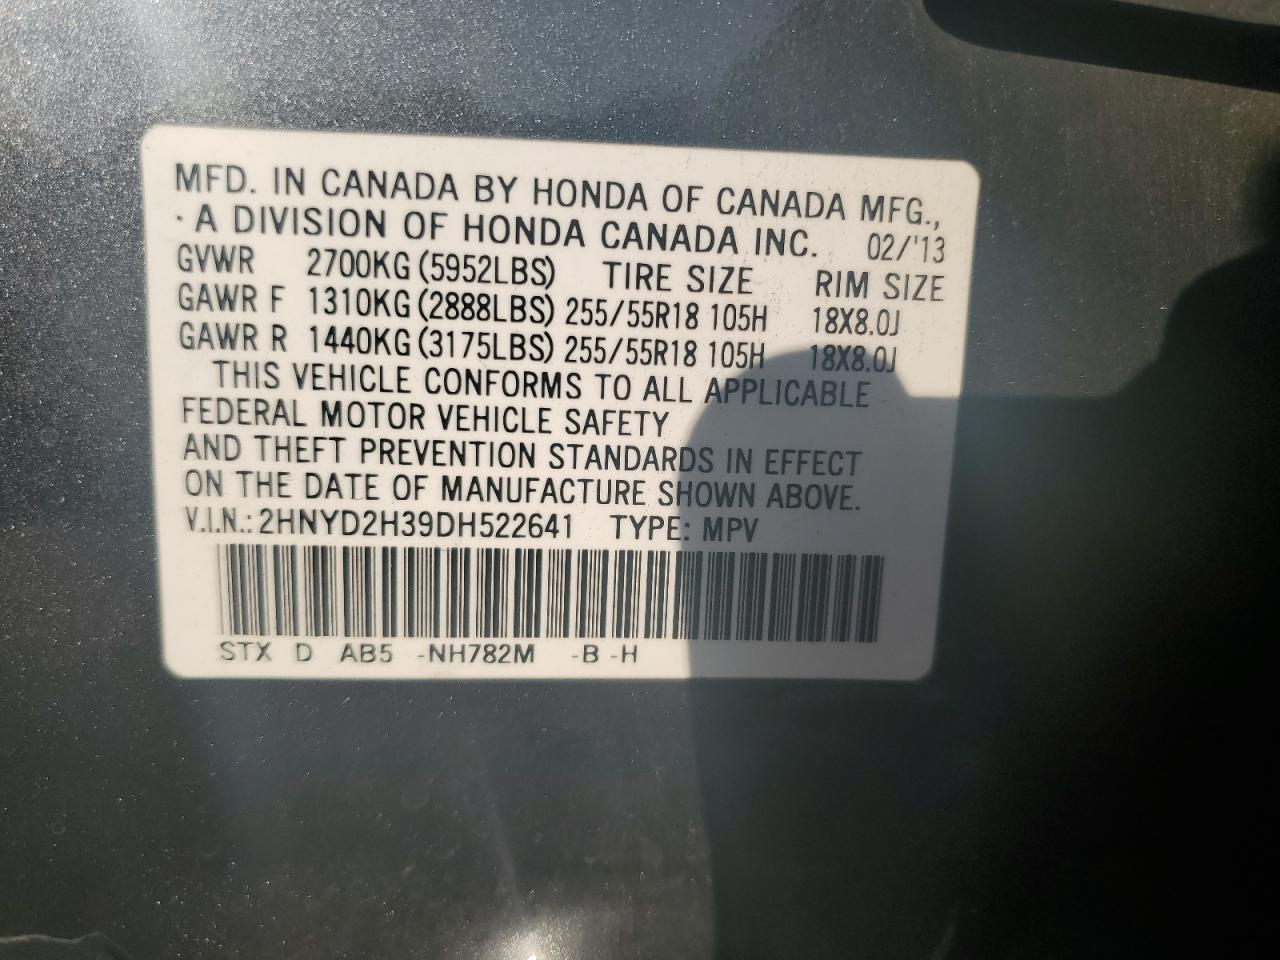 MFD. IN CANADA BY HONDA OF CANADA MFG.,
· A DIVISION OF HONDA CANADA INC. 02/'13
GVWR 2700KG (5952LBS) TIRE SIZE RIM SIZE
GAWR F 1310KG (2888LBS) 255/55R18 105H 18X8.0J
GAWR R 1440KG (3175LBS) 255/55R18 105H 18X8.0J
THIS VEHICLE CONFORMS TO ALL APPLICABLE
FEDERAL MOTOR VEHICLE SAFETY
AND THEFT PREVENTION STANDARDS IN EFFECT
ON THE DATE OF MANUFACTURE SHOWN ABOVE.
V.I.N.: 2HNYD2H39DH522641 TYPE: MPV
STX D AB5 -NH782M -B -H